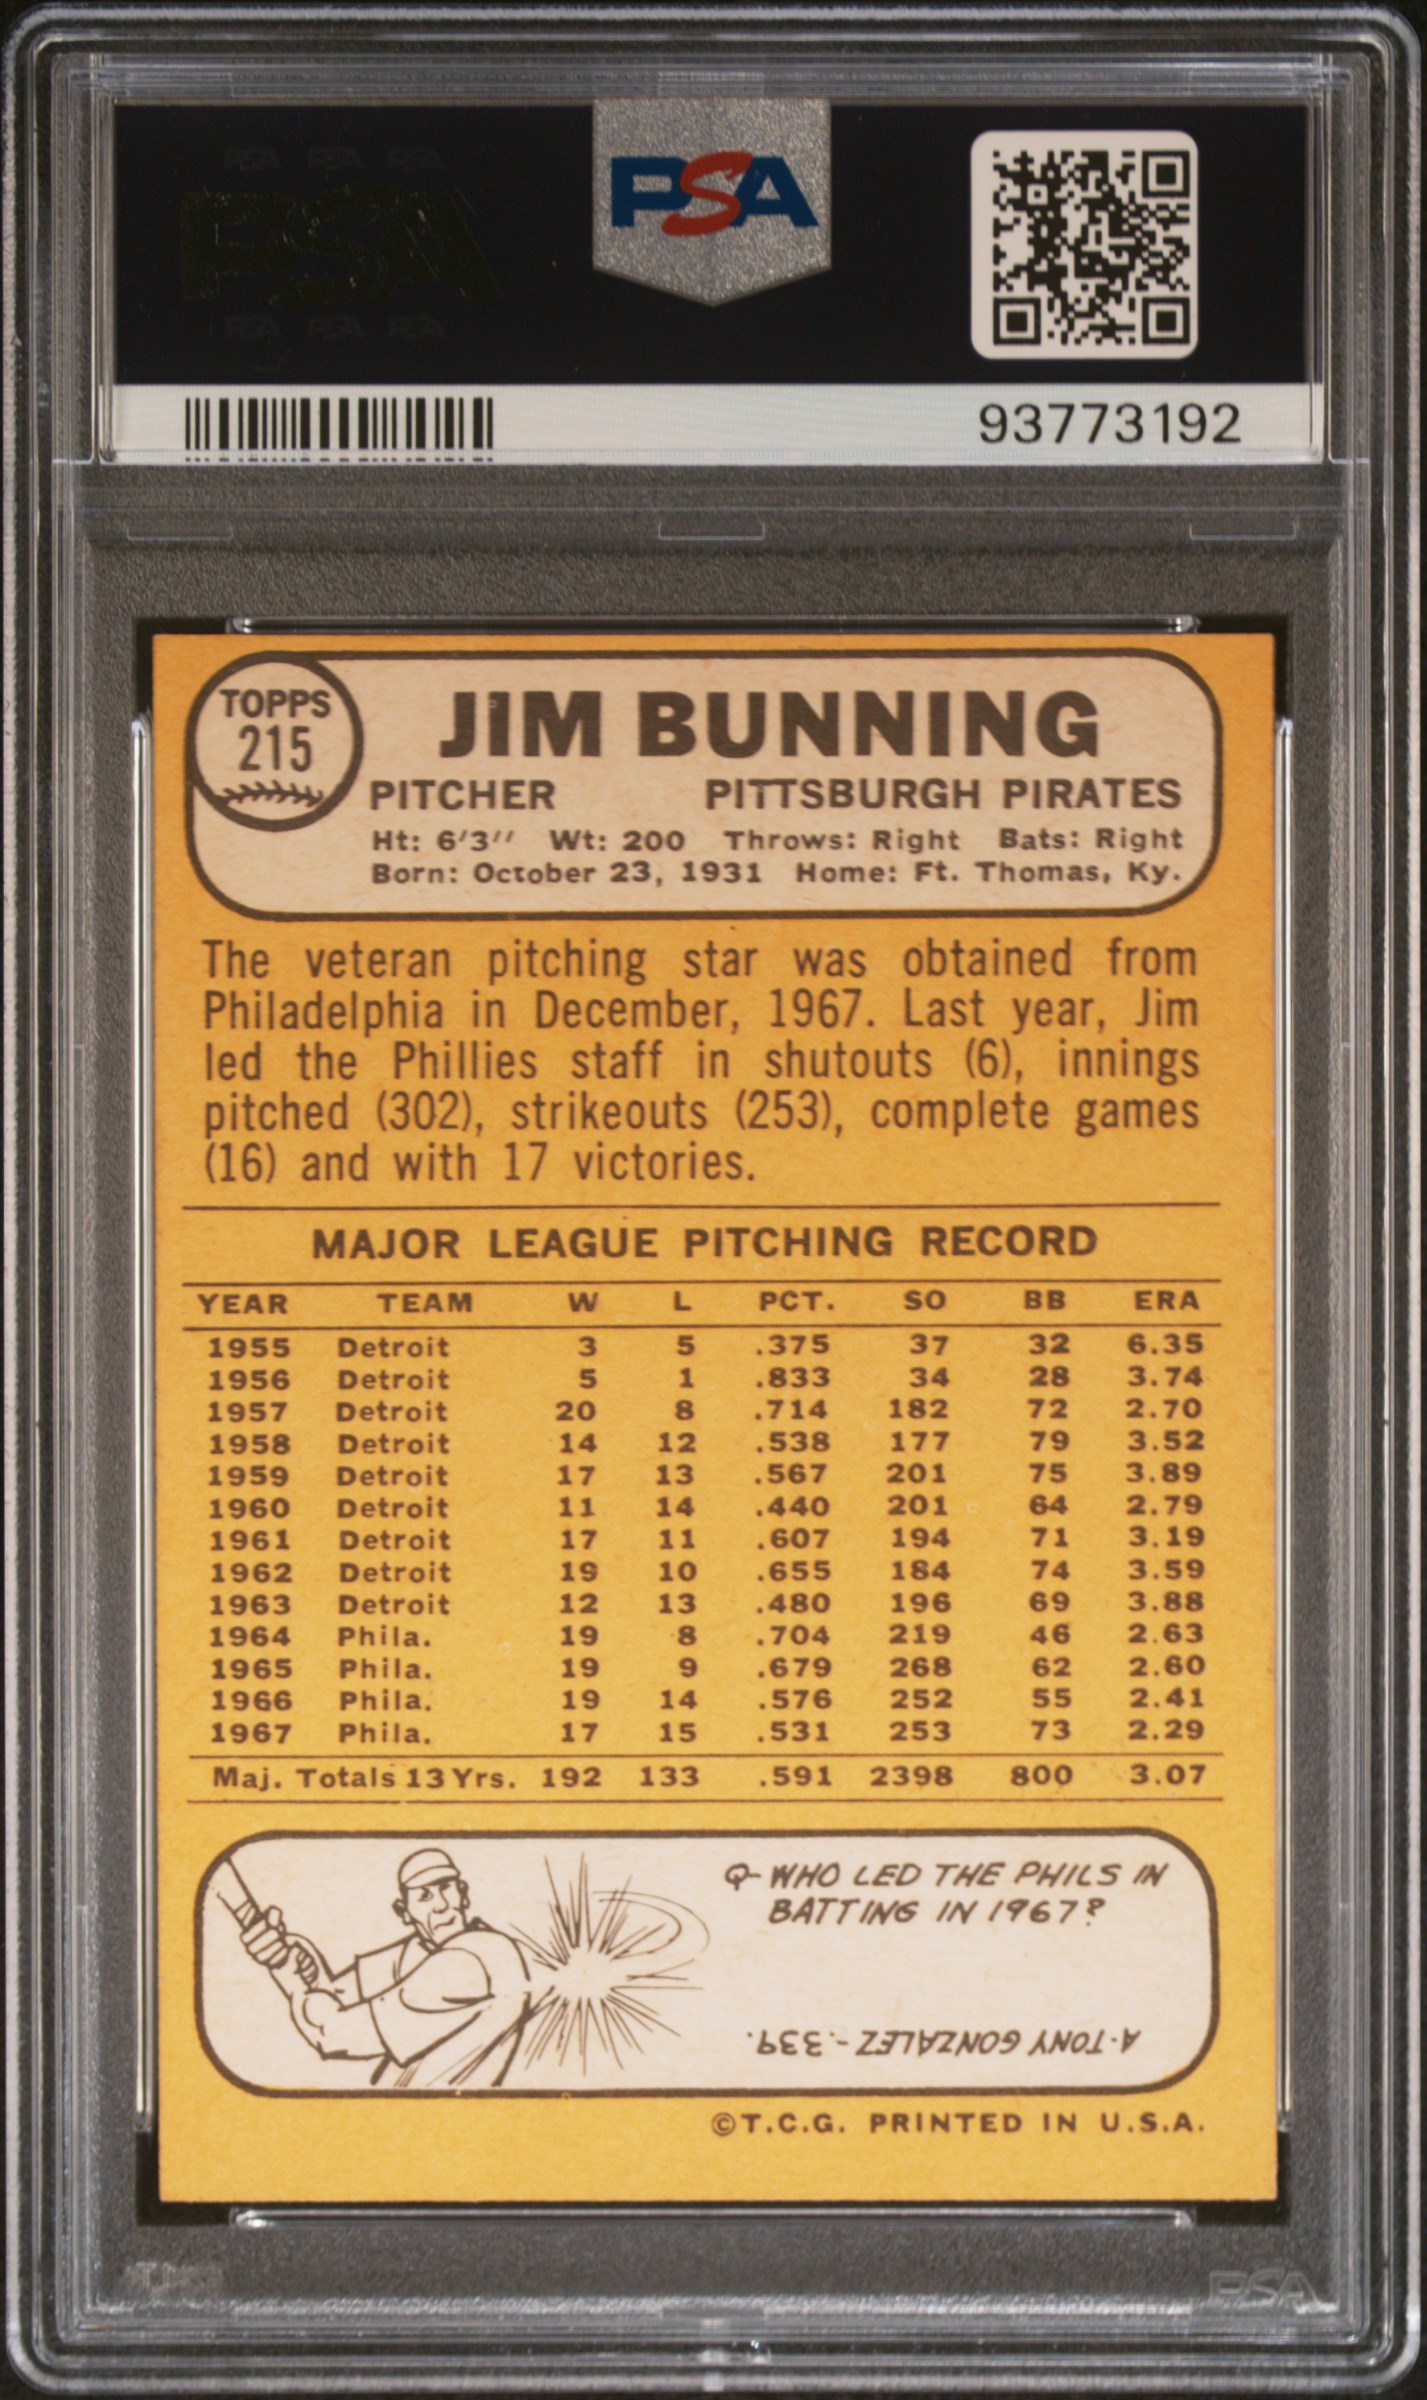 PSA PSA PSA
PSA
PSA PSA PSA
PSA
93773192
TOPPS
215
JIM BUNNING
PITCHER PITTSBURGH PIRATES
Ht: 6'3'' Wt: 200 Throws: Right Bats: Right
Born: October 23, 1931 Home: Ft. Thomas, Ky.
The veteran pitching star was obtained from
Philadelphia in December, 1967. Last year, Jim
led the Phillies staff in shutouts (6), innings
pitched (302), strikeouts (253), complete games
(16) and with 17 victories.
MAJOR LEAGUE PITCHING RECORD
YEAR TEAM W L PCT. SO BB ERA
1955 Detroit 3 5 .375 37 32 6.35
1956 Detroit 5 1 .833 34 28 3.74
1957 Detroit 20 8 .714 182 72 2.70
1958 Detroit 14 12 .538 177 79 3.52
1959 Detroit 17 13 .567 201 75 3.89
1960 Detroit 11 14 .440 201 64 2.79
1961 Detroit 17 11 .607 194 71 3.19
1962 Detroit 19 10 .655 184 74 3.59
1963 Detroit 12 13 .480 196 69 3.88
1964 Phila. 19 8 .704 219 46 2.63
1965 Phila. 19 9 .679 268 62 2.60
1966 Phila. 19 14 .576 252 55 2.41
1967 Phila. 17 15 .531 253 73 2.29
Maj. Totals 13 Yrs. 192 133 .591 2398 800 3.07
Q-WHO LED THE PHILS IN
BATTING IN 1967?
A-TONY GONZALEZ-.339.
©T.C.G. PRINTED IN U.S.A.
PSA